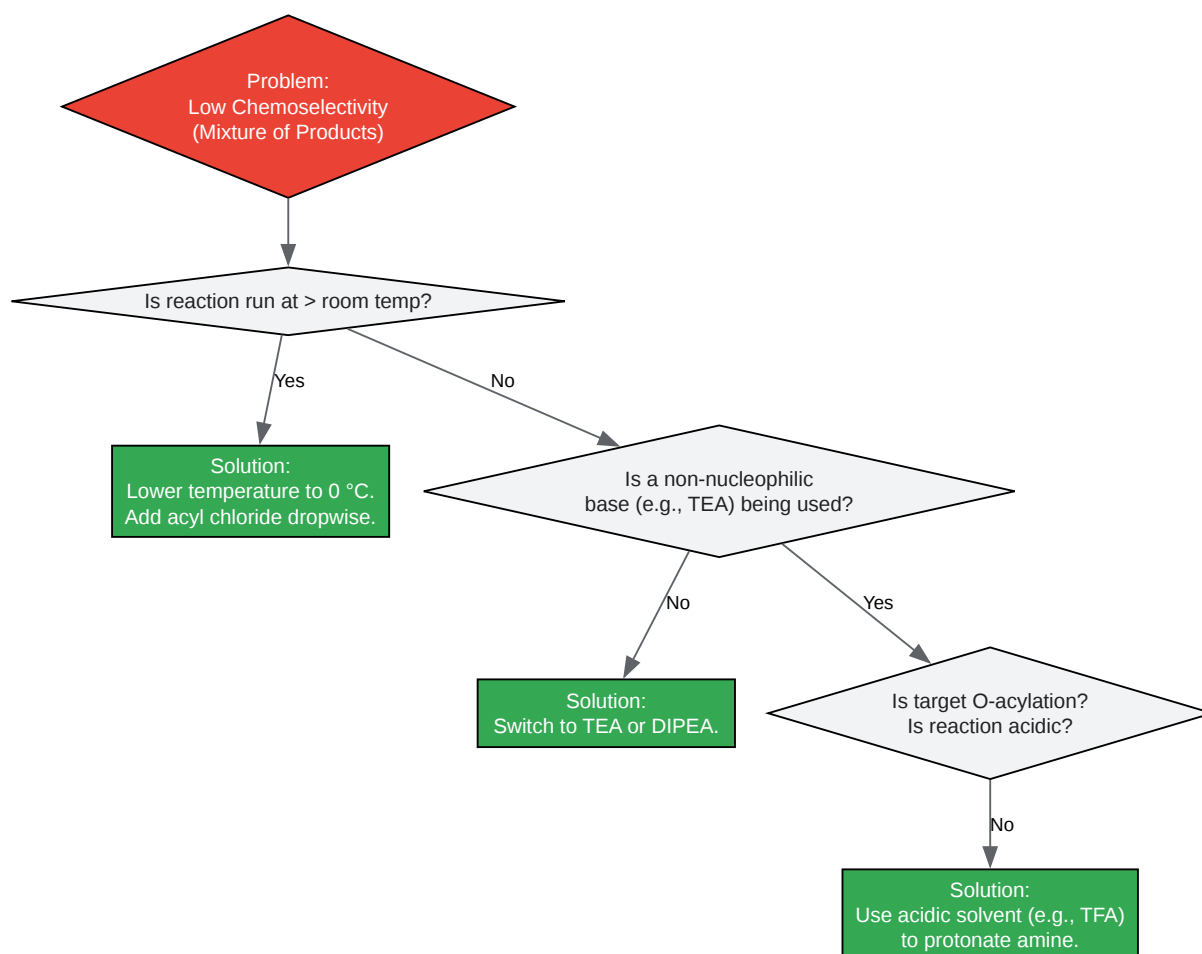 Problem:
Low Chemoselectivity
(Mixture of Products)
Is reaction run at > room temp?
Yes
No
Solution:
Lower temperature to 0 °C.
Add acyl chloride dropwise.
Is a non-nucleophilic
base (e.g., TEA) being used?
No
Yes
Solution:
Switch to TEA or DIPEA.
Is target O-acylation?
Is reaction acidic?
No
Solution:
Use acidic solvent (e.g., TFA)
to protonate amine.